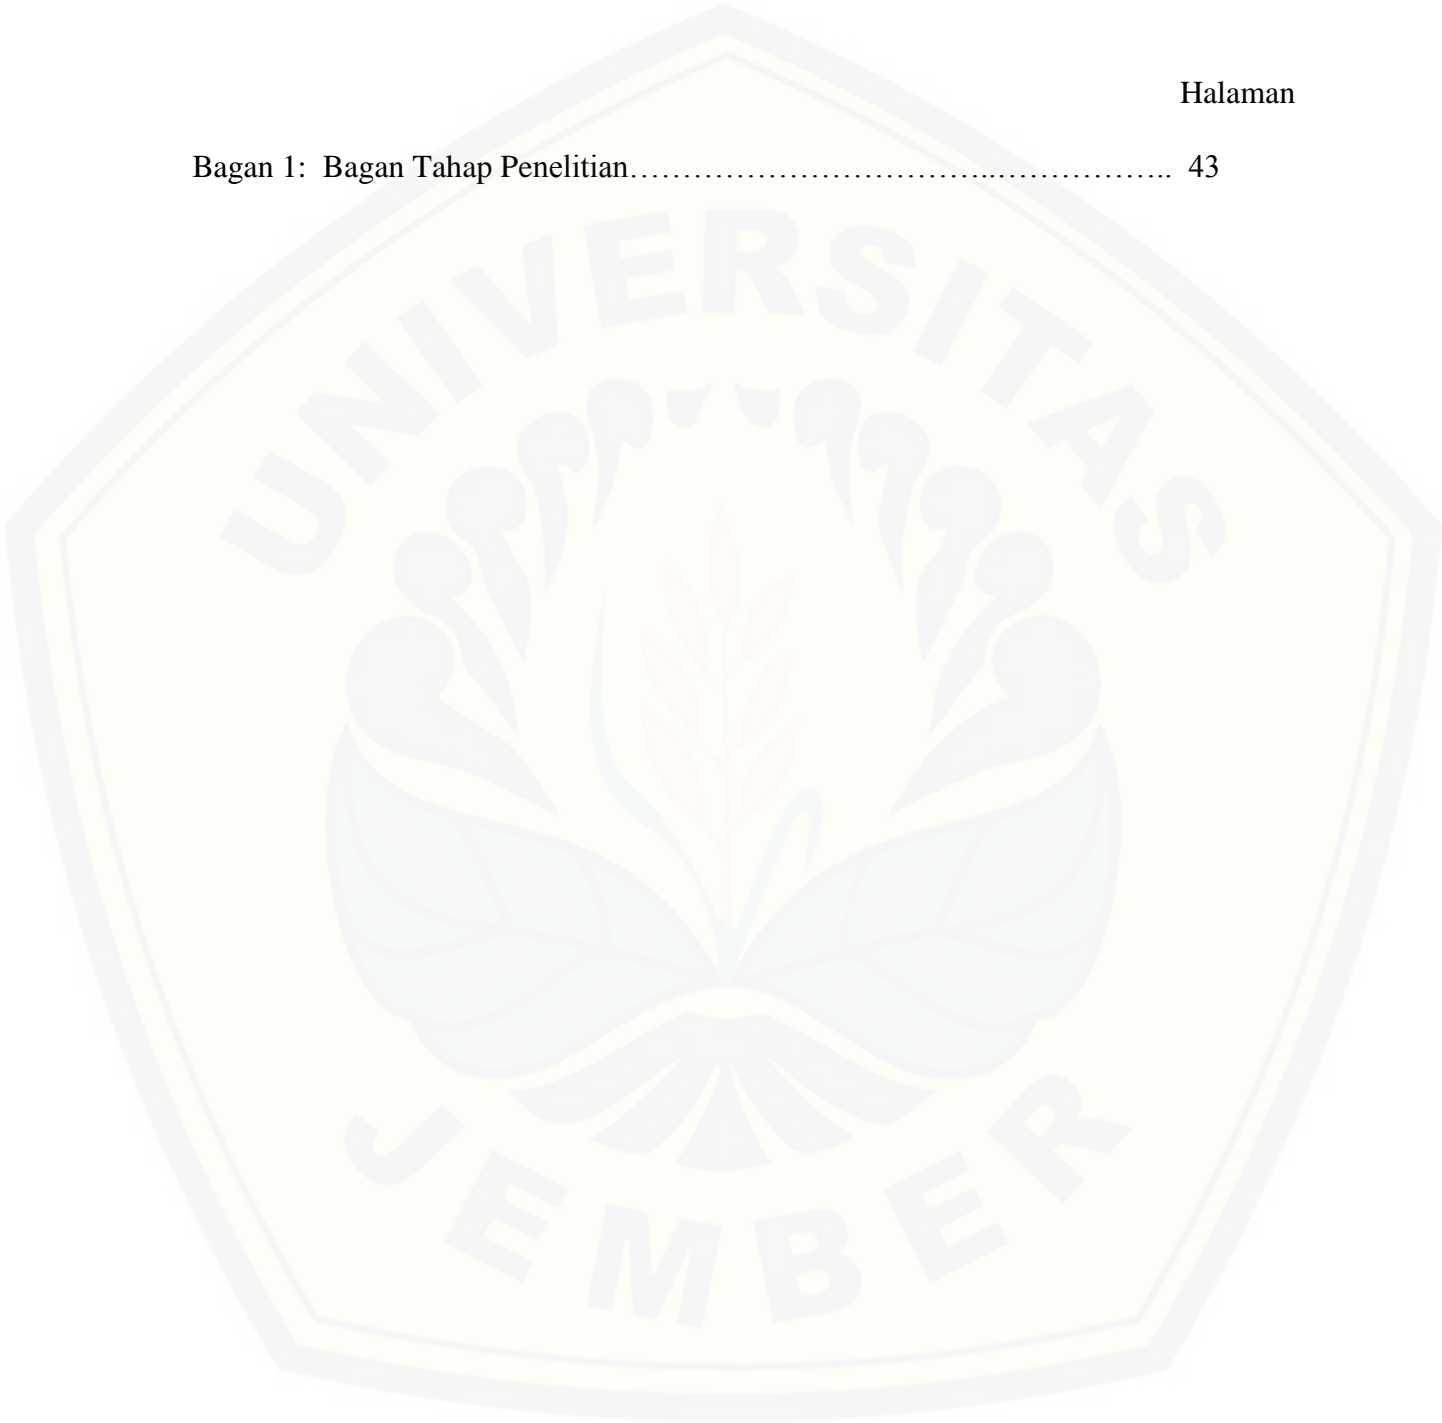 Halaman
Bagan 1: Bagan Tahap Penelitian……………………………..…………….. 43
UNIVERSITAS
JEMBER